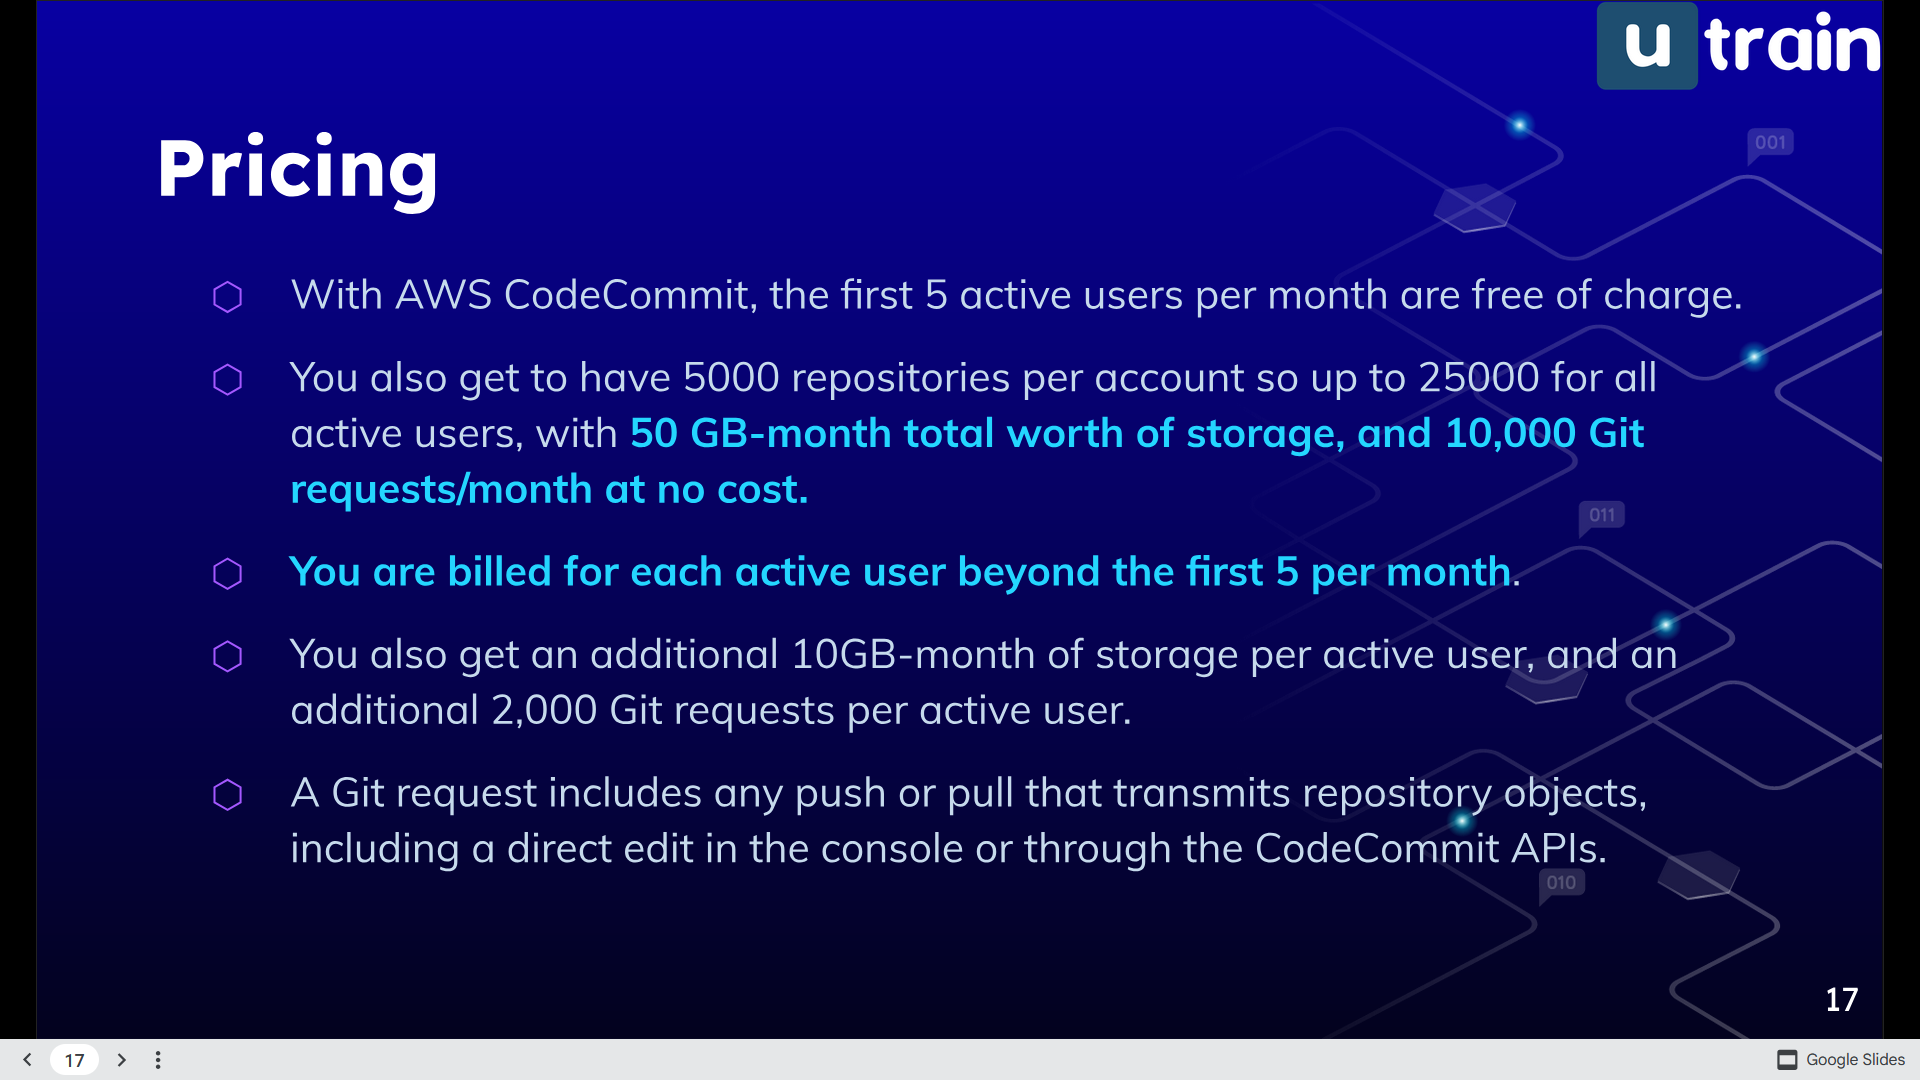 u train
001
Pricing
With AWS CodeCommit, the first 5 active users per month are free of charge.
You also get to have 5000 repositories per account so up to 25000 for all
active users, with 50 GB-month total worth of storage, and 10,000 Git
requests/month at no cost.
011
You are billed for each active user beyond the first 5 per month.
You also get an additional 10GB-month of storage per active user, and an
additional 2,000 Git requests per active user.
A Git request includes any push or pull that transmits repository objects,
including a direct edit in the console or through the CodeCommit APIs.
010
17
17
Google Slides